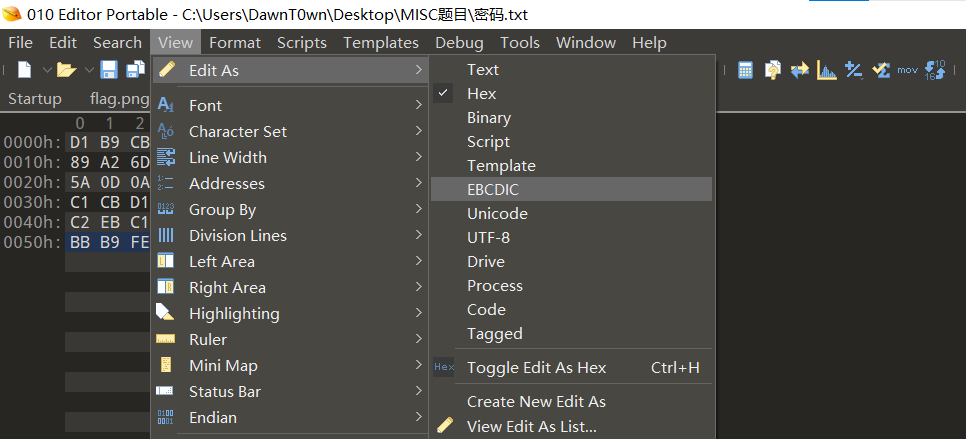 010 Editor Portable - C:\Users\DawnT0wn\Desktop\MISC题目\密码.txt
File Edit Search View Format Scripts Templates Debug Tools Window Help
Startup flag.png
Edit As
Font
Character Set
Line Width
Addresses
Group By
Division Lines
Left Area
Right Area
Highlighting
Ruler
Mini Map
Status Bar
Endian
Text
Hex
Binary
Script
Template
EBCDIC
Unicode
UTF-8
Drive
Process
Code
Tagged
Hex Toggle Edit As Hex Ctrl+H
Create New Edit As
View Edit As List...
0 1 2
0000h: D1 B9 CB
0010h: 89 A2 6D
0020h: 5A 0D 0A
0030h: C1 CB D1
0040h: C2 EB C1
0050h: BB B9 FE